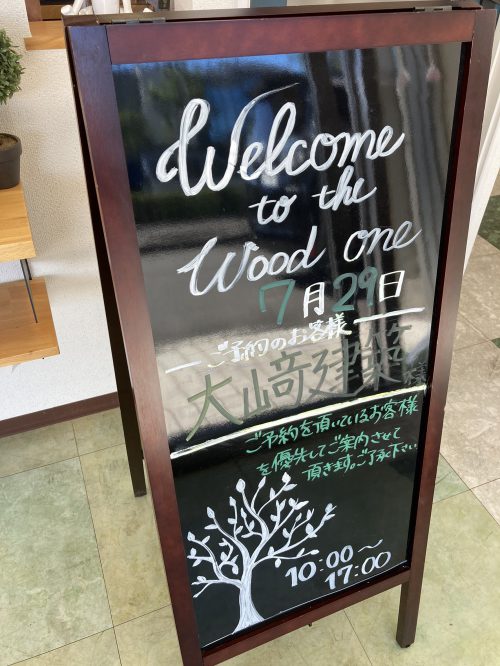 Welcome
to the
Wood one
7月29日
ご予約のお客様
大﨑建築様
ご予約を頂いているお客様
を優先してご案内させて
頂きます。ご了承下さい
10:00〜
17:00